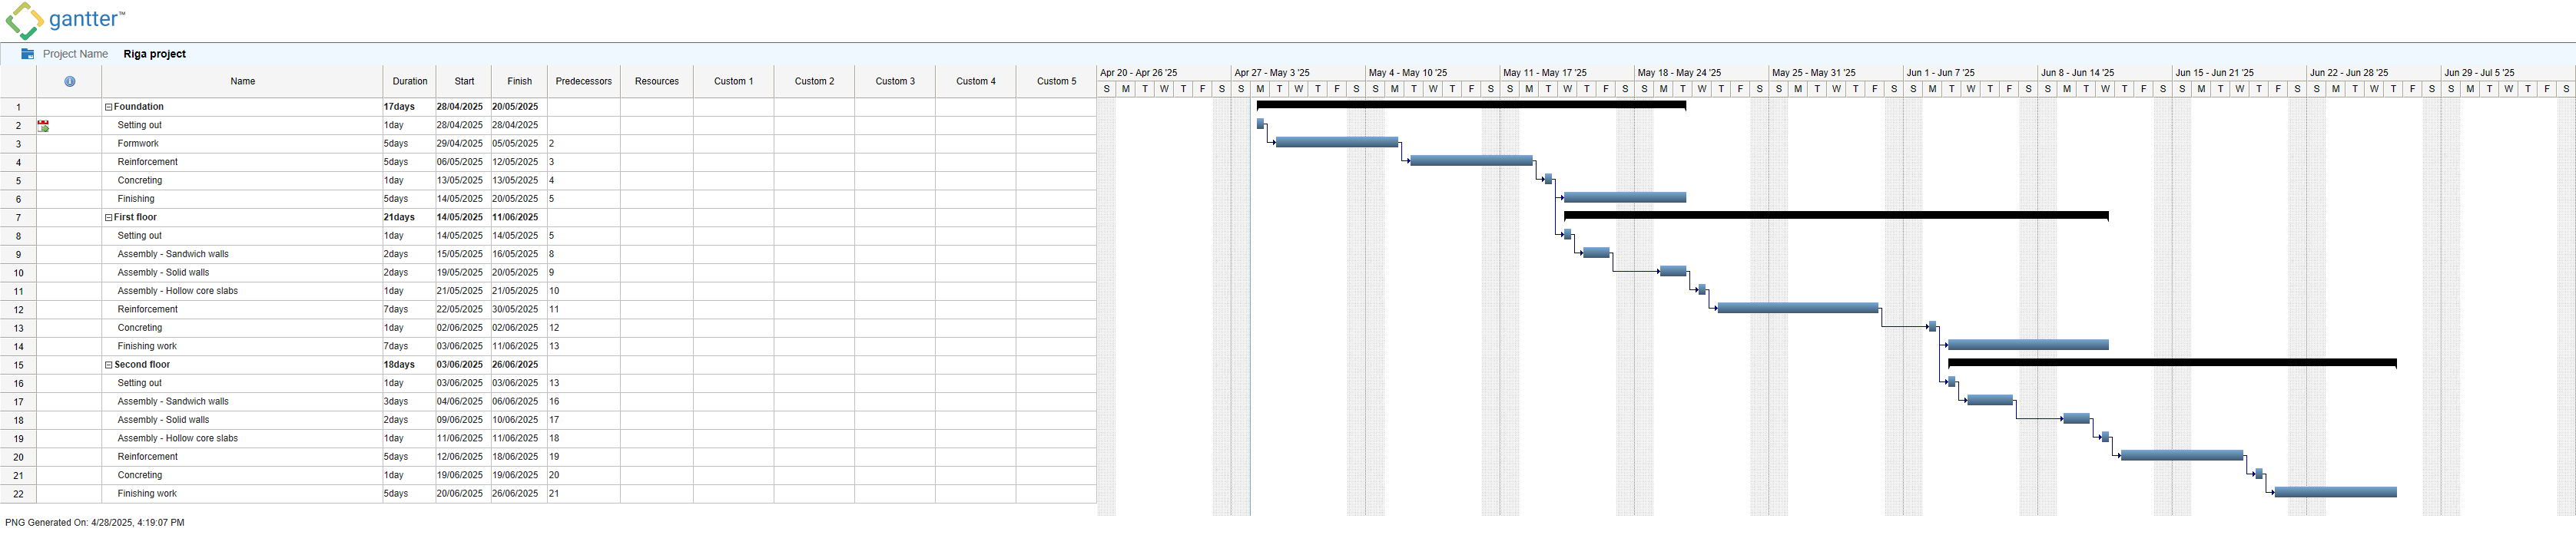 gantter™
Project Name Riga project
Name Duration Start Finish Predecessors Resources Custom 1 Custom 2 Custom 3 Custom 4 Custom 5
Apr 20 - Apr 26 '25 Apr 27 - May 3 '25 May 4 - May 10 '25 May 11 - May 17 '25 May 18 - May 24 '25 May 25 - May 31 '25 Jun 1 - Jun 7 '25 Jun 8 - Jun 14 '25 Jun 15 - Jun 21 '25 Jun 22 - Jun 28 '25 Jun 29 - Jul 5 '25
S M T W T F S S M T W T F S S M T W T F S S M T W T F S S M T W T F S S M T W T F S S M T W T F S S M T W T F S S M T W T F S S M T W T F S S M T W T F S
1 Foundation 17days 28/04/2025 20/05/2025
2 Setting out 1day 28/04/2025 28/04/2025
3 Formwork 5days 29/04/2025 05/05/2025 2
4 Reinforcement 5days 06/05/2025 12/05/2025 3
5 Concreting 1day 13/05/2025 13/05/2025 4
6 Finishing 5days 14/05/2025 20/05/2025 5
7 First floor 21days 14/05/2025 11/06/2025
8 Setting out 1day 14/05/2025 14/05/2025 5
9 Assembly - Sandwich walls 2days 15/05/2025 16/05/2025 8
10 Assembly - Solid walls 2days 19/05/2025 20/05/2025 9
11 Assembly - Hollow core slabs 1day 21/05/2025 21/05/2025 10
12 Reinforcement 7days 22/05/2025 30/05/2025 11
13 Concreting 1day 02/06/2025 02/06/2025 12
14 Finishing work 7days 03/06/2025 11/06/2025 13
15 Second floor 18days 03/06/2025 26/06/2025
16 Setting out 1day 03/06/2025 03/06/2025 13
17 Assembly - Sandwich walls 3days 04/06/2025 06/06/2025 16
18 Assembly - Solid walls 2days 09/06/2025 10/06/2025 17
19 Assembly - Hollow core slabs 1day 11/06/2025 11/06/2025 18
20 Reinforcement 5days 12/06/2025 18/06/2025 19
21 Concreting 1day 19/06/2025 19/06/2025 20
22 Finishing work 5days 20/06/2025 26/06/2025 21
PNG Generated On: 4/28/2025, 4:19:07 PM